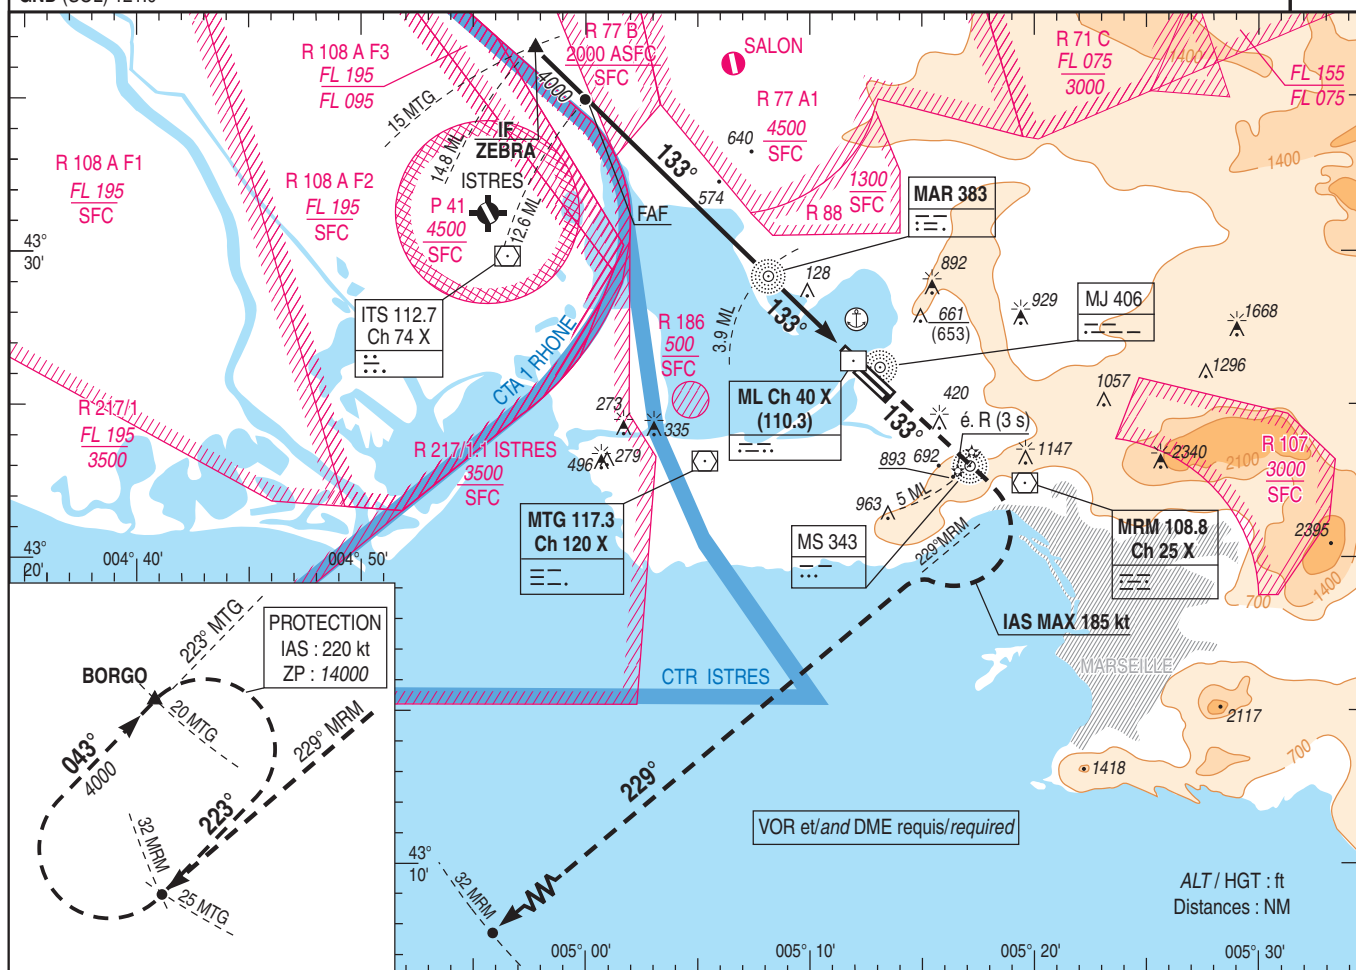 R 108 A F3
FL 195
FL 095
R 77 B
2000 ASFC
SFC
SALON
R 71 C
FL 075
3000
1400
FL 155
FL 075
15 MTG
4000
R 77 A1
4500
SFC
640
IF
ZEBRA
14.8 ML
133°
574
1400
R 108 A F1
FL 195
SFC
R 108 A F2
FL 195
SFC
ISTRES
P 41
4500
SFC
12.6 ML
FAF
1300
SFC
R 88
MAR 383
43°
30'
ITS 112.7
Ch 74 X
128
892
661
(653)
929
MJ 406
1668
R 186
500
SFC
3.9 ML
133°
CTA 1 RHONE
1296
1057
ML Ch 40 X
(110.3)
420
133°
é. R (3 s)
R 217/1
FL 195
3500
273
335
279
496
R 217/1.1 ISTRES
3500
SFC
893
692
1147
2340
2100
R 107
3000
SFC
963
5 ML
MTG 117.3
Ch 120 X
MS 343
229° MRM
MRM 108.8
Ch 25 X
2395
43°
20'
004° 40'
004° 50'
700
1400
IAS MAX 185 kt
MARSEILLE
CTR ISTRES
PROTECTION
IAS : 220 kt
ZP : 14000
223° MTG
BORGO
20 MTG
229° MRM
043°
4000
223°
32 MRM
25 MTG
229°
2117
700
1418
VOR et/and DME requis/required
43°
10'
32 MRM
ALT / HGT : ft
Distances : NM
005° 00'
005° 10'
005° 20'
005° 30'